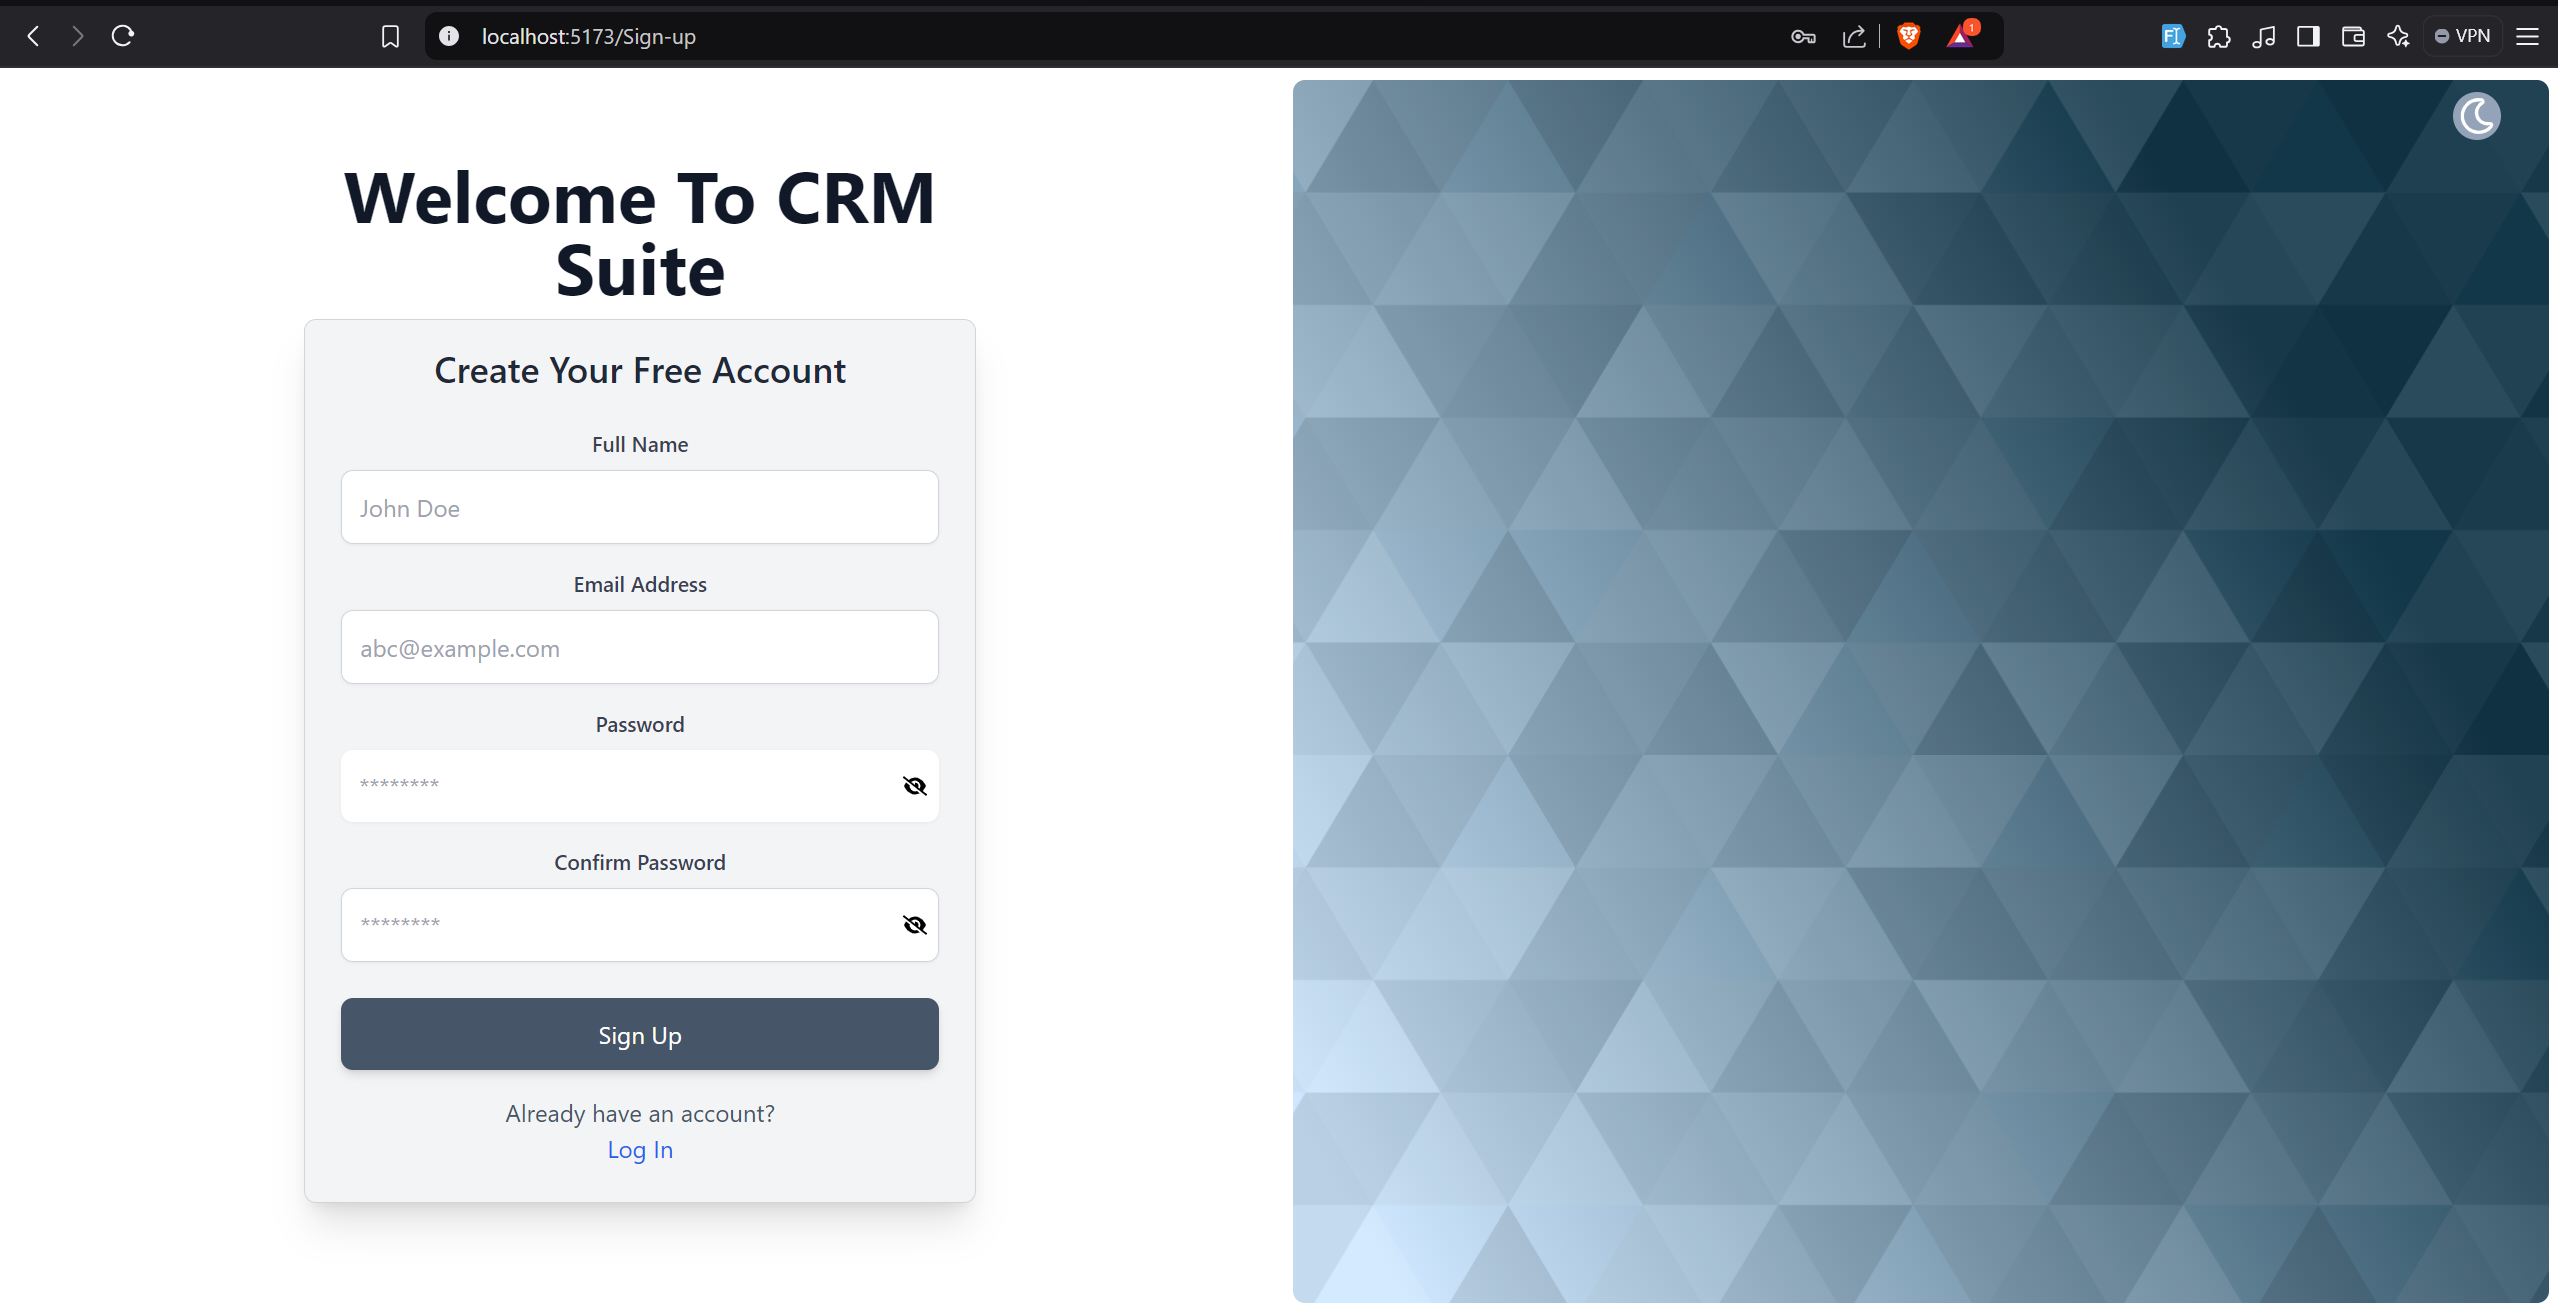 localhost:5173/Sign-up
1
VPN
Welcome To CRM
Suite
Create Your Free Account
Full Name
John Doe
Email Address
abc@example.com
Password
********
Confirm Password
********
Sign Up
Already have an account?
Log In